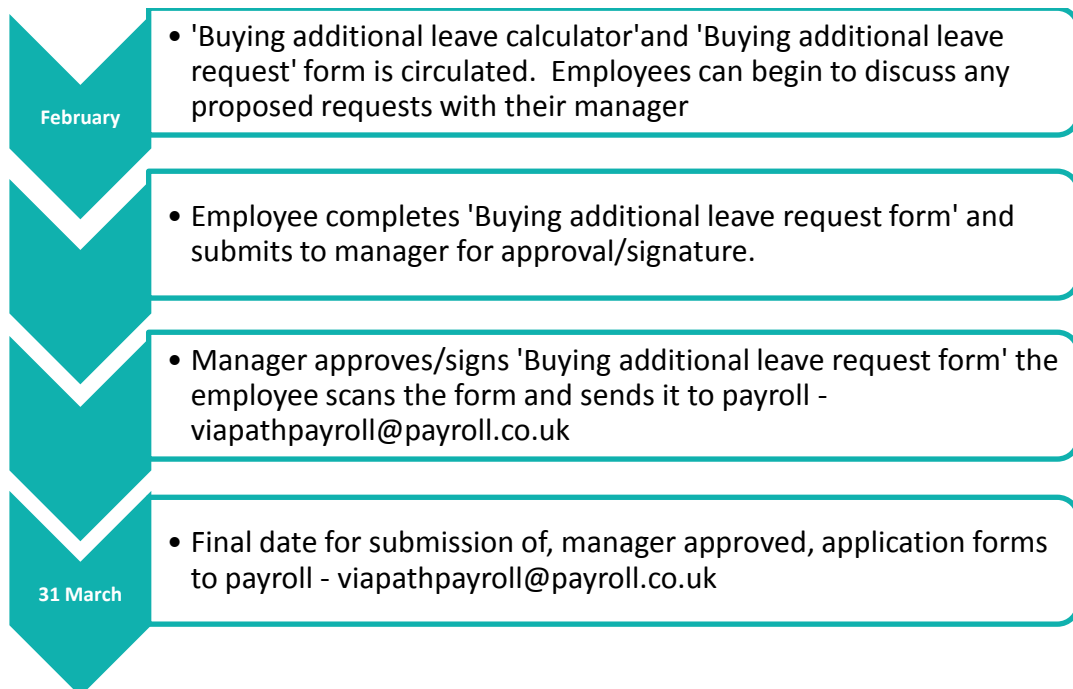 • 'Buying additional leave calculator'and 'Buying additional leave
request' form is circulated.  Employees can begin to discuss any
proposed requests with their manager
February
• Employee completes 'Buying additional leave request form' and
submits to manager for approval/signature.
• Manager approves/signs 'Buying additional leave request form' the
employee scans the form and sends it to payroll -
viapathpayroll@payroll.co.uk
• Final date for submission of, manager approved, application forms
to payroll - viapathpayroll@payroll.co.uk
31 March